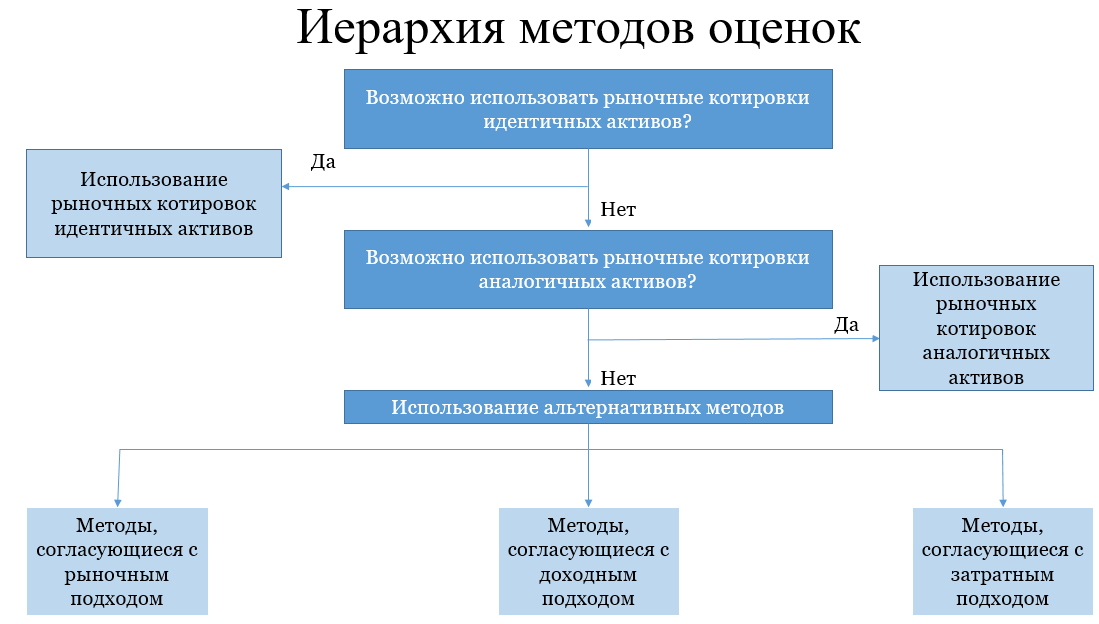 Иерархия методов оценок
Возможно использовать рыночные котировки
идентичных активов?
Да
Использование
рыночных котировок
идентичных активов
Нет
Возможно использовать рыночные котировки
аналогичных активов?
Да
Использование
рыночных
котировок
аналогичных
активов
Нет
Использование альтернативных методов
Методы,
согласующиеся с
рыночным
подходом
Методы,
согласующиеся с
доходным
подходом
Методы,
согласующиеся с
затратным
подходом